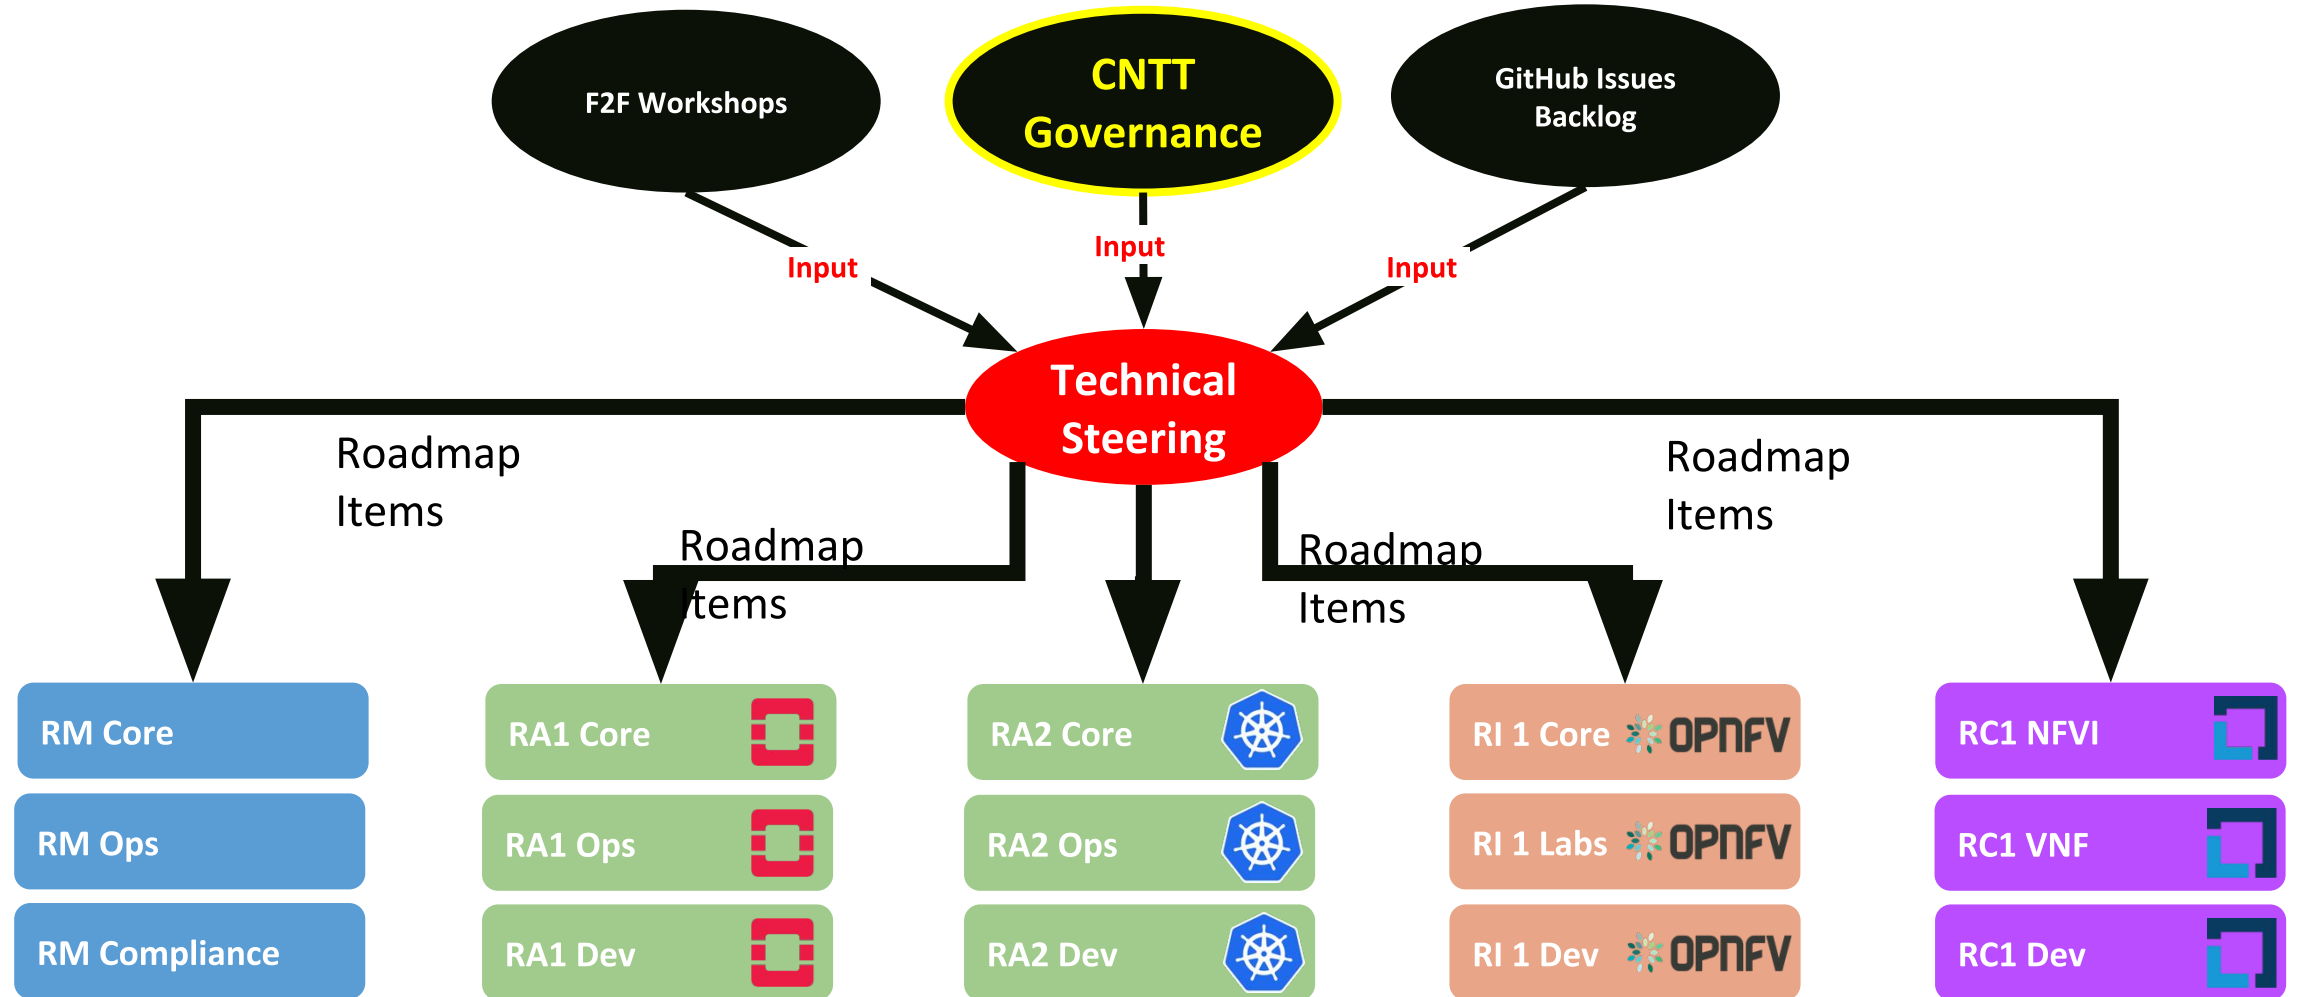 F2F Workshops
CNTT
Governance
GitHub Issues
Backlog
Input
Input
Input
Technical
Steering
Roadmap
Items
Roadmap
Items
Roadmap
Items
Roadmap
Items
RM Core
RA1 Core
RA2 Core
RI 1 Core OPNFV
RC1 NFVI
RM Ops
RA1 Ops
RA2 Ops
RI 1 Labs OPNFV
RC1 VNF
RM Compliance
RA1 Dev
RA2 Dev
RI 1 Dev OPNFV
RC1 Dev